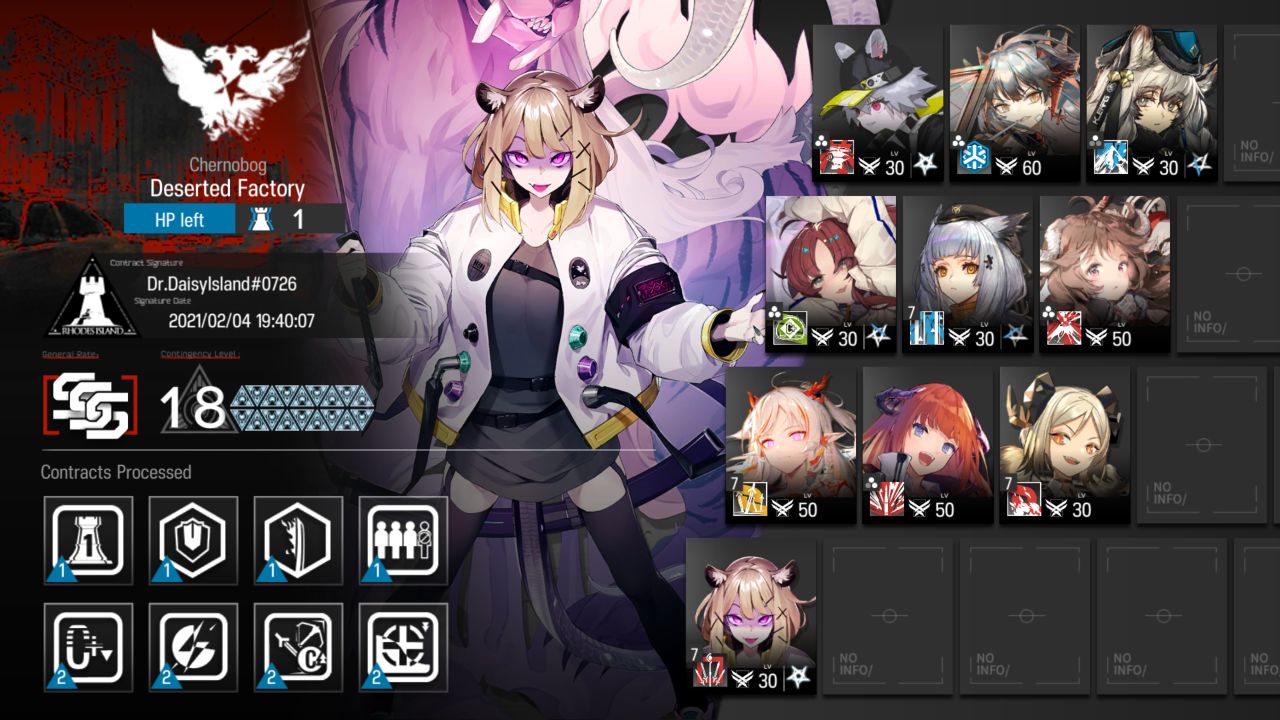 Chernobog
Deserted Factory
HP left 1
Contract Signature
Dr.DaisyIsland#0726
Signature Date
2021/02/04 19:40:07
RHODES ISLAND
General Rate:
Contingency Level:
18
Contracts Processed
1
1 1 1 1
2 2 2 2
LV 30
LV 60
LV 30
NO INFO/
LV 30
7 LV 30
LV 50
NO INFO/
7 LV 50
LV 50
7 LV 30
NO INFO/
7 LV 30
NO INFO/
NO INFO/
NO INFO/
NO INFO/